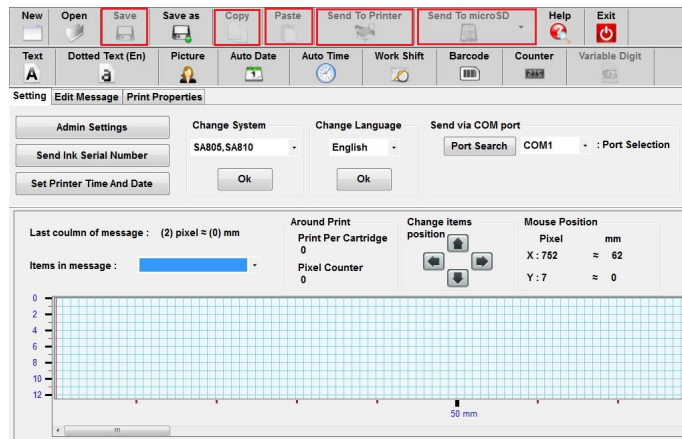 New Open Save Save as Copy Paste Send To Printer Send To microSD Help Exit
Text Dotted Text (En) Picture Auto Date Auto Time Work Shift Barcode Counter Variable Digit
A a
Setting Edit Message Print Properties
Admin Settings
Send Ink Serial Number
Set Printer Time And Date
Change System
SA805,SA810
Ok
Change Language
English
Ok
Send via COM port
Port Search COM1 : Port Selection
Last coulmn of message : (2) pixel ≈ (0) mm
Items in message :
Around Print
Print Per Cartridge
0
Pixel Counter
0
Change items
position
Mouse Position
Pixel mm
X : 752 ≈ 62
Y : 7 ≈ 0
0
2
4
6
8
10
12
50 mm